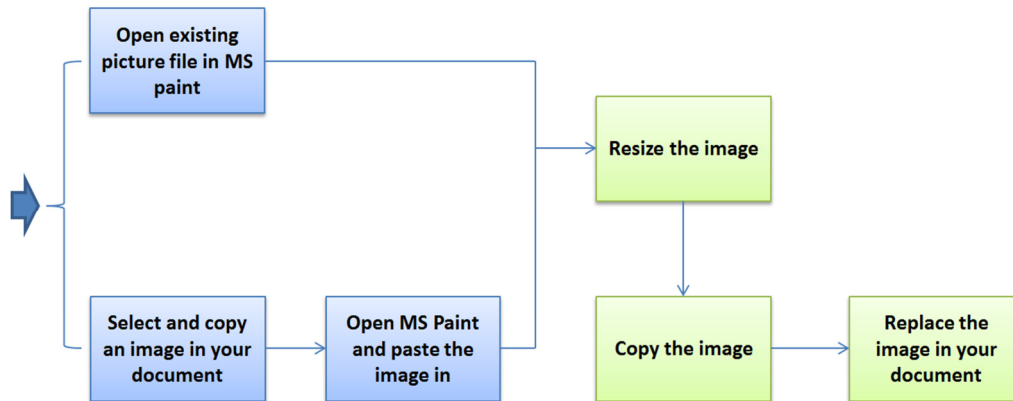 Open existing
picture file in MS
paint
Resize the image
Select and copy
an image in your
document
Open MS Paint
and paste the
image in
Copy the image
Replace the
image in your
document